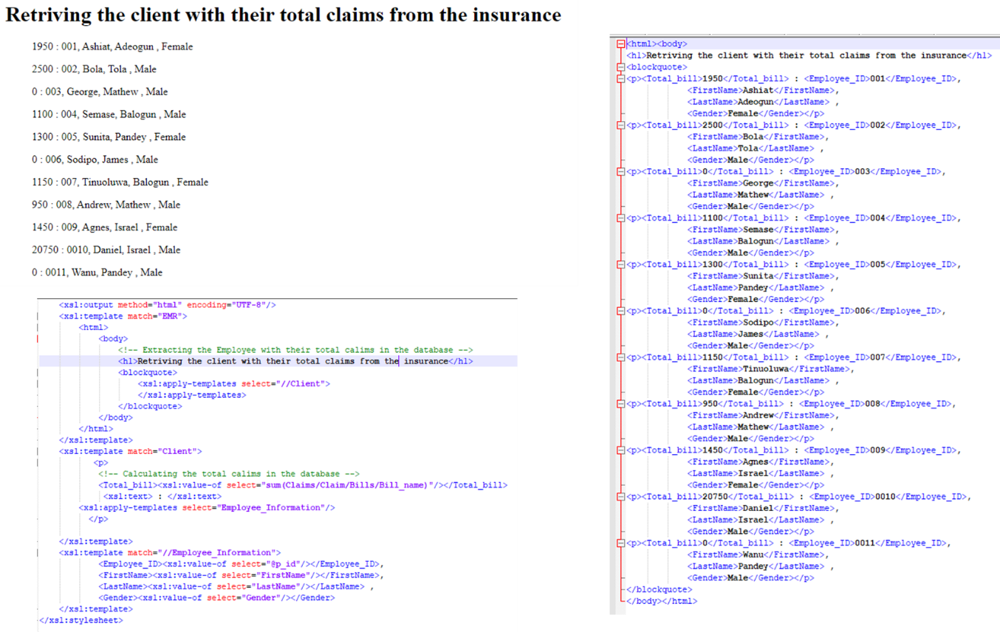 Retriving the client with their total claims from the insurance
1950 : 001, Ashiat, Adeogun , Female
2500 : 002, Bola, Tola , Male
0 : 003, George, Mathew , Male
1100 : 004, Semase, Balogun , Male
1300 : 005, Sunita, Pandey , Female
0 : 006, Sodipo, James , Male
1150 : 007, Tinuoluwa, Balogun , Female
950 : 008, Andrew, Mathew , Male
1450 : 009, Agnes, Israel , Female
20750 : 0010, Daniel, Israel , Male
0 : 0011, Wanu, Pandey , Male
<xsl:output method="html" encoding="UTF-8"/>
<xsl:template match="EMR">
<html>
<body>
<!-- Extracting the Employee with their total calims in the database -->
<h1>Retriving the client with their total claims from the insurance</h1>
<blockquote>
<xsl:apply-templates select="//Client">
</xsl:apply-templates>
</blockquote>
</body>
</html>
</xsl:template>
<xsl:template match="Client">
<p>
<!-- Calculating the total calims in the database -->
<Total_bill><xsl:value-of select="sum(Claims/Claim/Bills/Bill_name)"/></Total_bill>
<xsl:text> : </xsl:text>
<xsl:apply-templates select="Employee_Information"/>
</p>
</xsl:template>
<xsl:template match="//Employee_Information">
<Employee_ID><xsl:value-of select="@p_id"/></Employee_ID>,
<FirstName><xsl:value-of select="FirstName"/></FirstName>,
<LastName><xsl:value-of select="LastName"/></LastName> ,
<Gender><xsl:value-of select="Gender"/></Gender>
</xsl:template>
</xsl:stylesheet>
<html><body>
<h1>Retriving the client with their total claims from the insurance</h1>
<blockquote>
<p><Total_bill>1950</Total_bill> : <Employee_ID>001</Employee_ID>,
<FirstName>Ashiat</FirstName>,
<LastName>Adeogun</LastName> ,
<Gender>Female</Gender></p>
<p><Total_bill>2500</Total_bill> : <Employee_ID>002</Employee_ID>,
<FirstName>Bola</FirstName>,
<LastName>Tola</LastName> ,
<Gender>Male</Gender></p>
<p><Total_bill>0</Total_bill> : <Employee_ID>003</Employee_ID>,
<FirstName>George</FirstName>,
<LastName>Mathew</LastName> ,
<Gender>Male</Gender></p>
<p><Total_bill>1100</Total_bill> : <Employee_ID>004</Employee_ID>,
<FirstName>Semase</FirstName>,
<LastName>Balogun</LastName> ,
<Gender>Male</Gender></p>
<p><Total_bill>1300</Total_bill> : <Employee_ID>005</Employee_ID>,
<FirstName>Sunita</FirstName>,
<LastName>Pandey</LastName> ,
<Gender>Female</Gender></p>
<p><Total_bill>0</Total_bill> : <Employee_ID>006</Employee_ID>,
<FirstName>Sodipo</FirstName>,
<LastName>James</LastName> ,
<Gender>Male</Gender></p>
<p><Total_bill>1150</Total_bill> : <Employee_ID>007</Employee_ID>,
<FirstName>Tinuoluwa</FirstName>,
<LastName>Balogun</LastName> ,
<Gender>Female</Gender></p>
<p><Total_bill>950</Total_bill> : <Employee_ID>008</Employee_ID>,
<FirstName>Andrew</FirstName>,
<LastName>Mathew</LastName> ,
<Gender>Male</Gender></p>
<p><Total_bill>1450</Total_bill> : <Employee_ID>009</Employee_ID>,
<FirstName>Agnes</FirstName>,
<LastName>Israel</LastName> ,
<Gender>Female</Gender></p>
<p><Total_bill>20750</Total_bill> : <Employee_ID>0010</Employee_ID>,
<FirstName>Daniel</FirstName>,
<LastName>Israel</LastName> ,
<Gender>Male</Gender></p>
<p><Total_bill>0</Total_bill> : <Employee_ID>0011</Employee_ID>,
<FirstName>Wanu</FirstName>,
<LastName>Pandey</LastName> ,
<Gender>Male</Gender></p>
</blockquote>
</body></html>